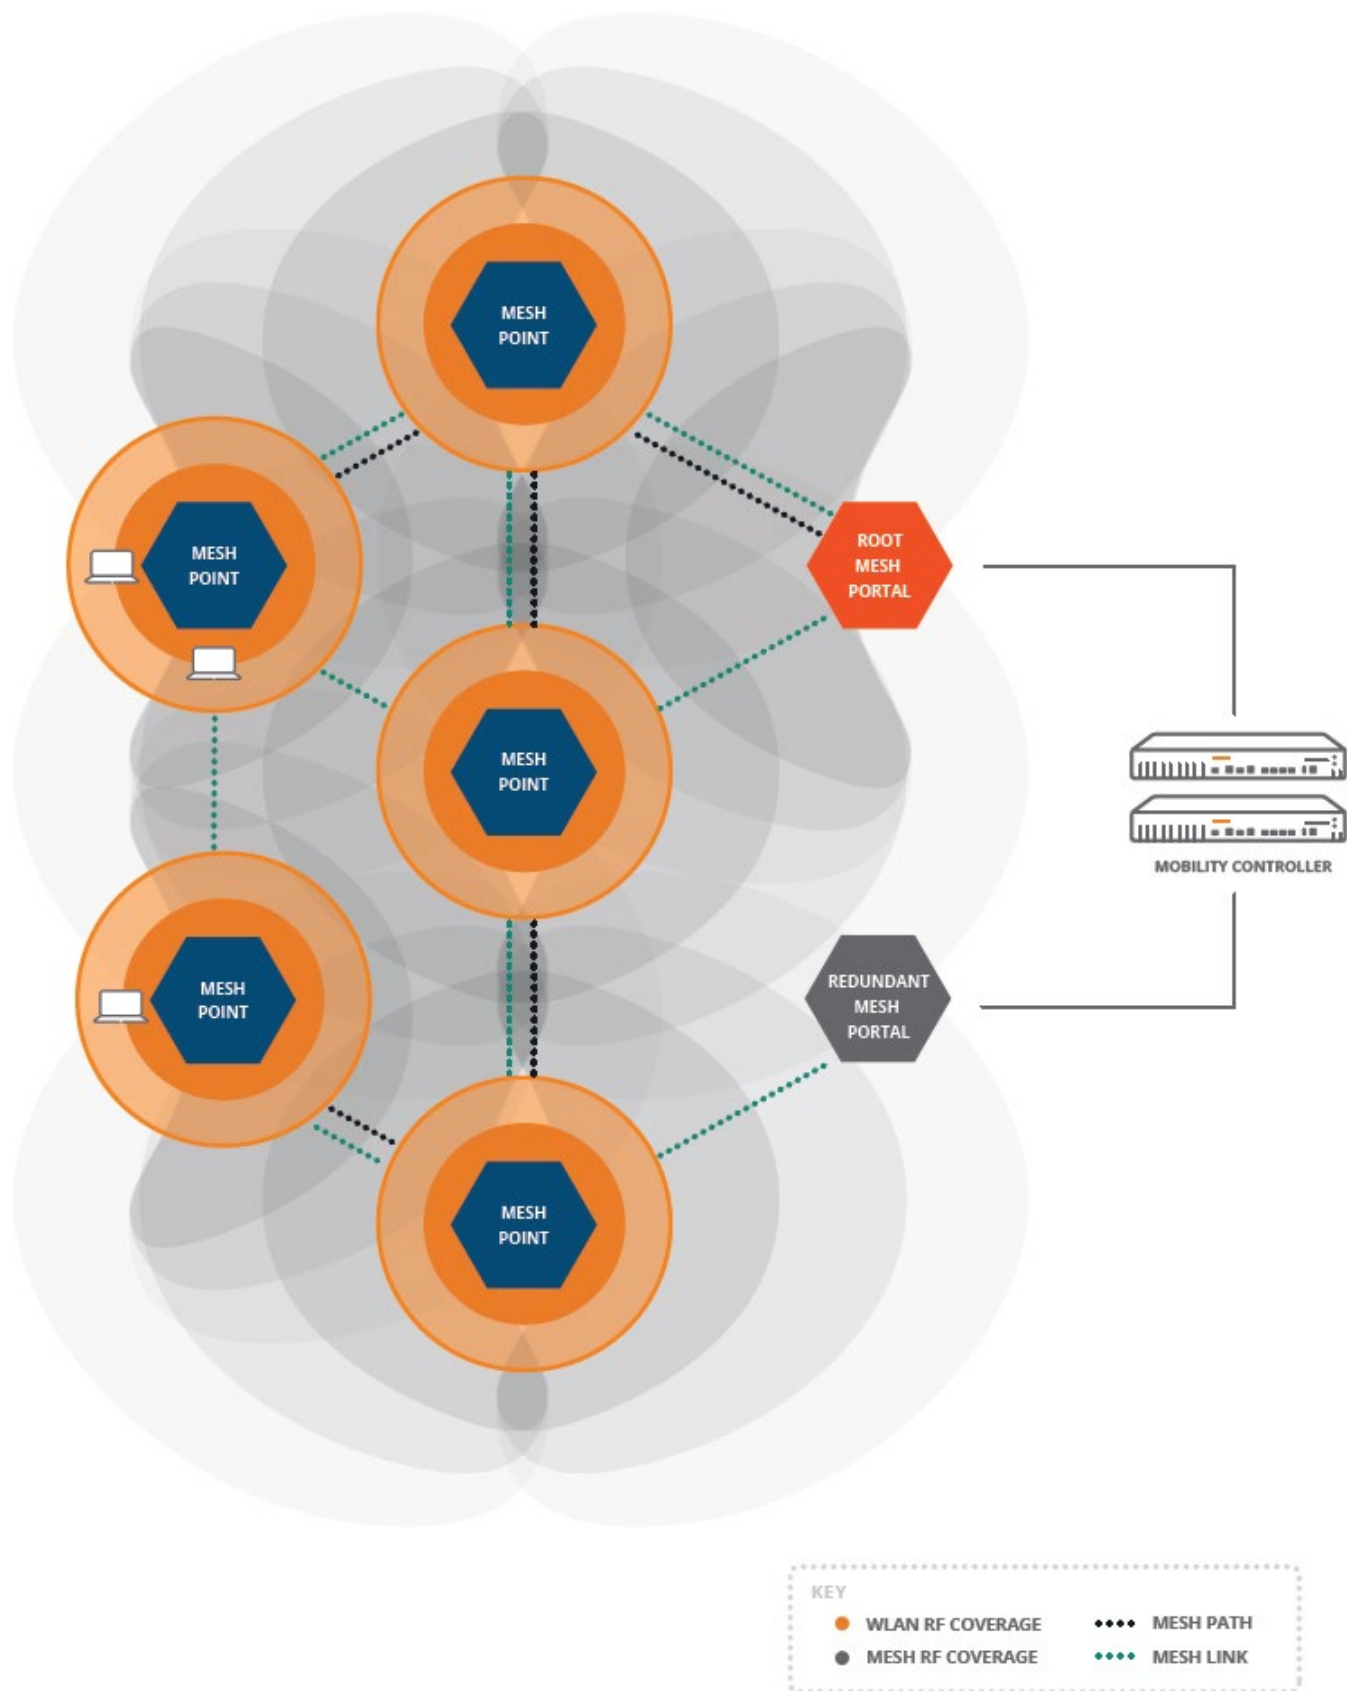 MESH
POINT
MESH
POINT
ROOT
MESH
PORTAL
MESH
POINT
MOBILITY CONTROLLER
MESH
POINT
REDUNDANT
MESH
PORTAL
MESH
POINT
KEY
WLAN RF COVERAGE
MESH PATH
MESH RF COVERAGE
MESH LINK